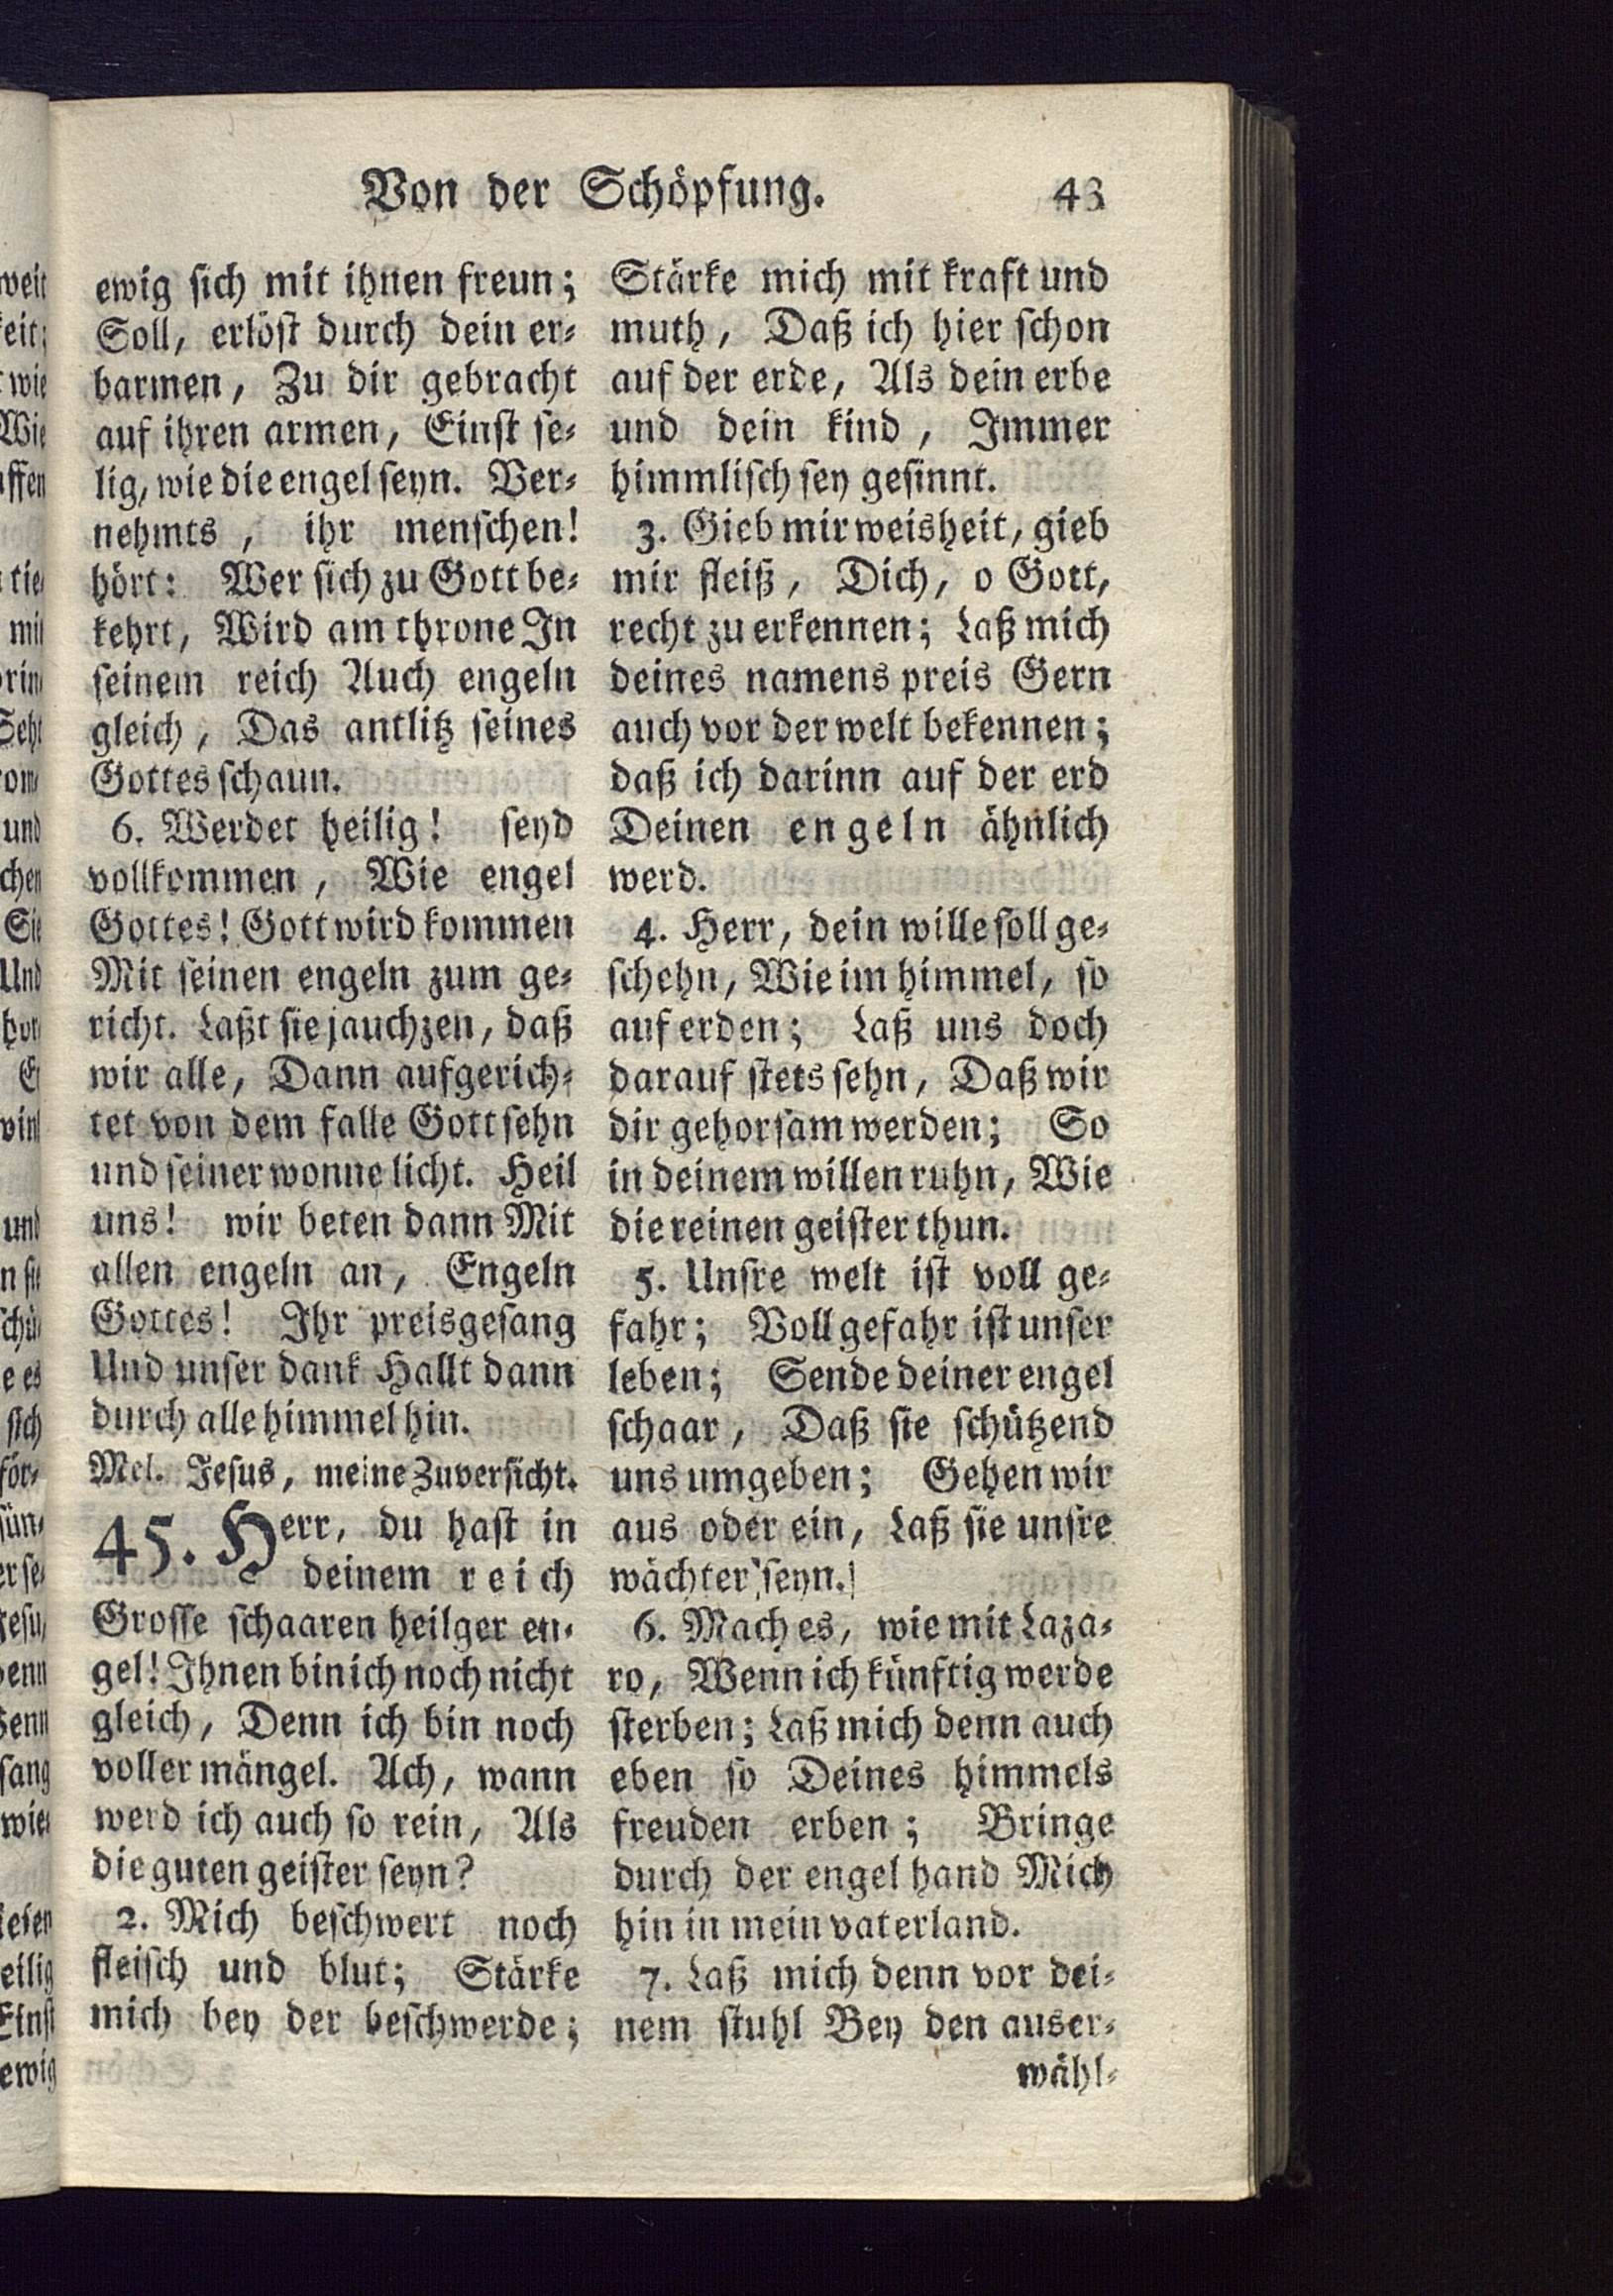 Von der Schöpfung. 43
ewig sich mit ihnen freun;
Soll, erlöst durch dein er-
barmen, Zu dir gebracht
auf ihren armen, Einst se-
lig, wie die engel seyn. Ver-
nehmts, ihr menschen!
hört: Wer sich zu Gott be-
kehrt, Wird am throne In
seinem reich Auch engeln
gleich, Das antlitz seines
Gottes schaun.
6. Werdet heilig! seyd
vollkommen, Wie engel
Gottes! Gott wird kommen
Mit seinen engeln zum ge-
richt. Laßt sie jauchzen, daß
wir alle, Dann aufgerich-
tet von dem falle Gott sehn
und seiner wonne licht. Heil
uns! wir beten dann Mit
allen engeln an, Engeln
Gottes! Ihr preisgesang
Und unser dank Hallt dann
durch alle himmel hin.
Mel. Jesus, meine Zuversicht.
45. Herr, du hast in
deinem reich
Grosse schaaren heilger en-
gel! Ihnen bin ich noch nicht
gleich, Denn ich bin noch
voller mängel. Ach, wann
werd ich auch so rein, Als
die guten geister seyn?
2. Mich beschwert noch
fleisch und blut; Stärke
mich bey der beschwerde;
Stärke mich mit kraft und
muth, Daß ich hier schon
auf der erde, Als dein erbe
und dein kind, Immer
himmlisch sey gesinnt.
3. Gieb mir weisheit, gieb
mir fleiß, Dich, o Gott,
recht zu erkennen; Laß mich
deines namens preis Gern
auch vor der welt bekennen;
daß ich darinn auf der erd
Deinen engeln ähnlich
werd.
4. Herr, dein wille soll ge-
schehn, Wie im himmel, so
auf erden; Laß uns doch
darauf stets sehn, Daß wir
dir gehorsam werden; So
in deinem willen ruhn, Wie
die reinen geister thun.
5. Unsre welt ist voll ge-
fahr; Voll gefahr ist unser
leben; Sende deiner engel
schaar, Daß sie schützend
uns umgeben; Gehen wir
aus oder ein, Laß sie unsre
wächter seyn.
6. Mach es, wie mit Laza-
ro, Wenn ich künftig werde
sterben; Laß mich denn auch
eben so Deines himmels
freuden erben; Bringe
durch der engel hand Mich
hin in mein vaterland.
7. Laß mich denn vor dei-
nem stuhl Bey den auser-
wähl-